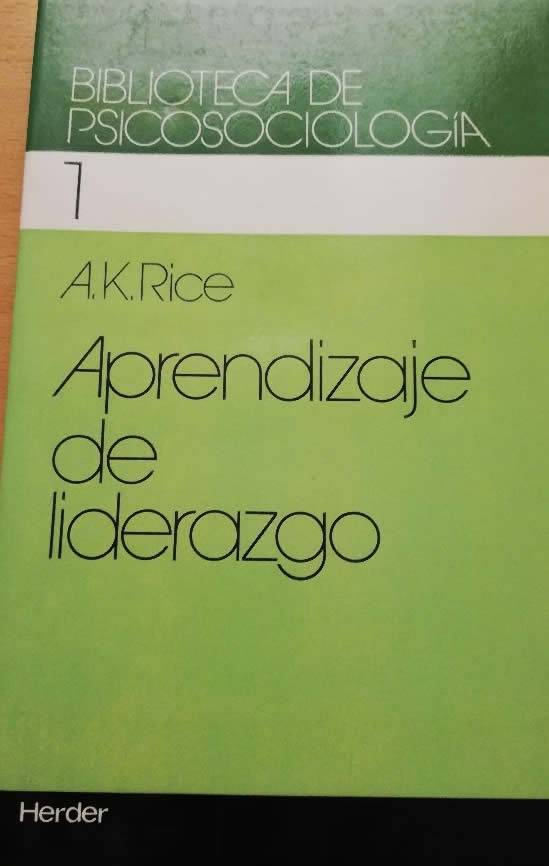 BIBLIOTECA DE
PSICOSOCIOLOGÍA
1
A.K.Rice
Aprendizaje
de
liderazgo
Herder